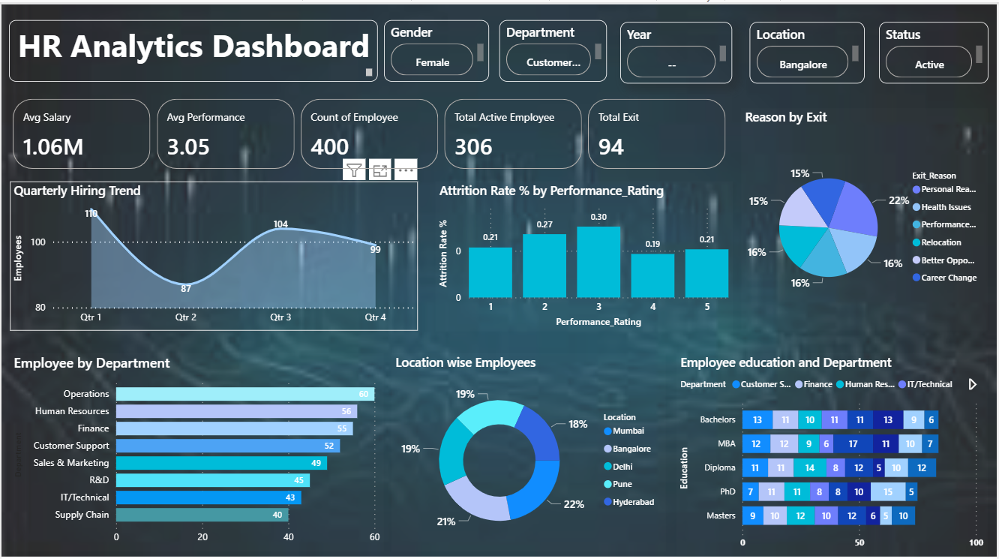 HR Analytics Dashboard
Gender
Female
Department
Customer...
Year
--
Location
Bangalore
Status
Active
Avg Salary
1.06M
Avg Performance
3.05
Count of Employee
400
Total Active Employee
306
Total Exit
94
Quarterly Hiring Trend
Employees
100
80
110
87
104
99
Qtr 1
Qtr 2
Qtr 3
Qtr 4
Attrition Rate % by Performance_Rating
Attrition Rate %
0
0
0.21
0.27
0.30
0.19
0.21
1
2
3
4
5
Performance_Rating
Reason by Exit
15%
22%
15%
16%
16%
16%
Exit_Reason
Personal Rea...
Health Issues
Performance...
Relocation
Better Oppo...
Career Change
Employee by Department
Department
Operations 60
Human Resources 56
Finance 55
Customer Support 52
Sales & Marketing 49
R&D 45
IT/Technical 43
Supply Chain 40
0 20 40 60
Location wise Employees
19%
18%
19%
21%
22%
Location
Mumbai
Bangalore
Delhi
Pune
Hyderabad
Employee education and Department
Department Customer S... Finance Human Res... IT/Technical
Education
Bachelors 13 11 10 11 11 13 9 6
MBA 12 12 9 6 17 11 10 7
Diploma 11 11 14 8 12 5 10 12
PhD 7 11 11 8 8 10 15 5
Masters 9 10 12 10 12 6 5 10
0 50 100